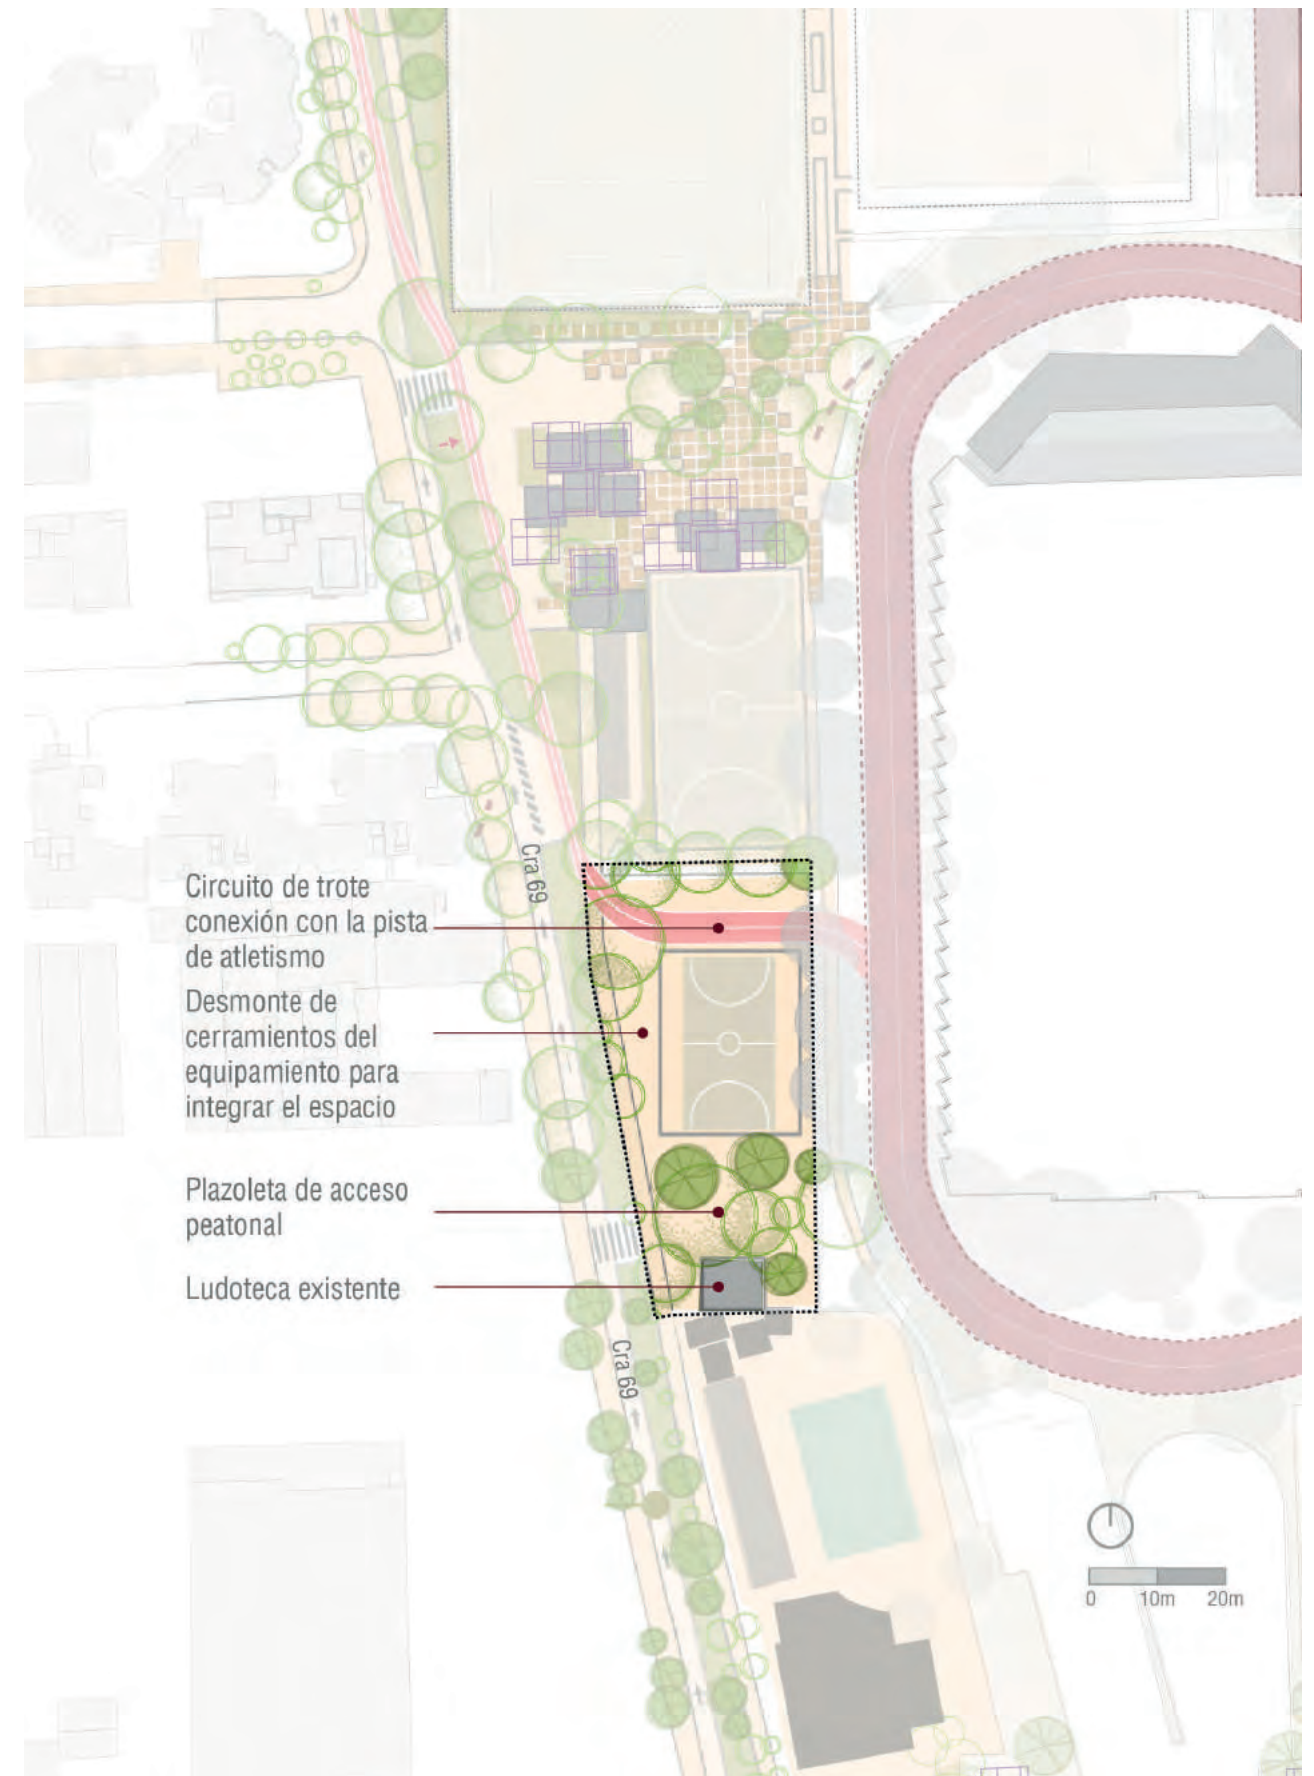 Cra 69
Circuito de trote
conexión con la pista
de atletismo
Desmonte de
cerramientos del
equipamiento para
integrar el espacio
Plazoleta de acceso
peatonal
Ludoteca existente
Cra 69
0 10m 20m